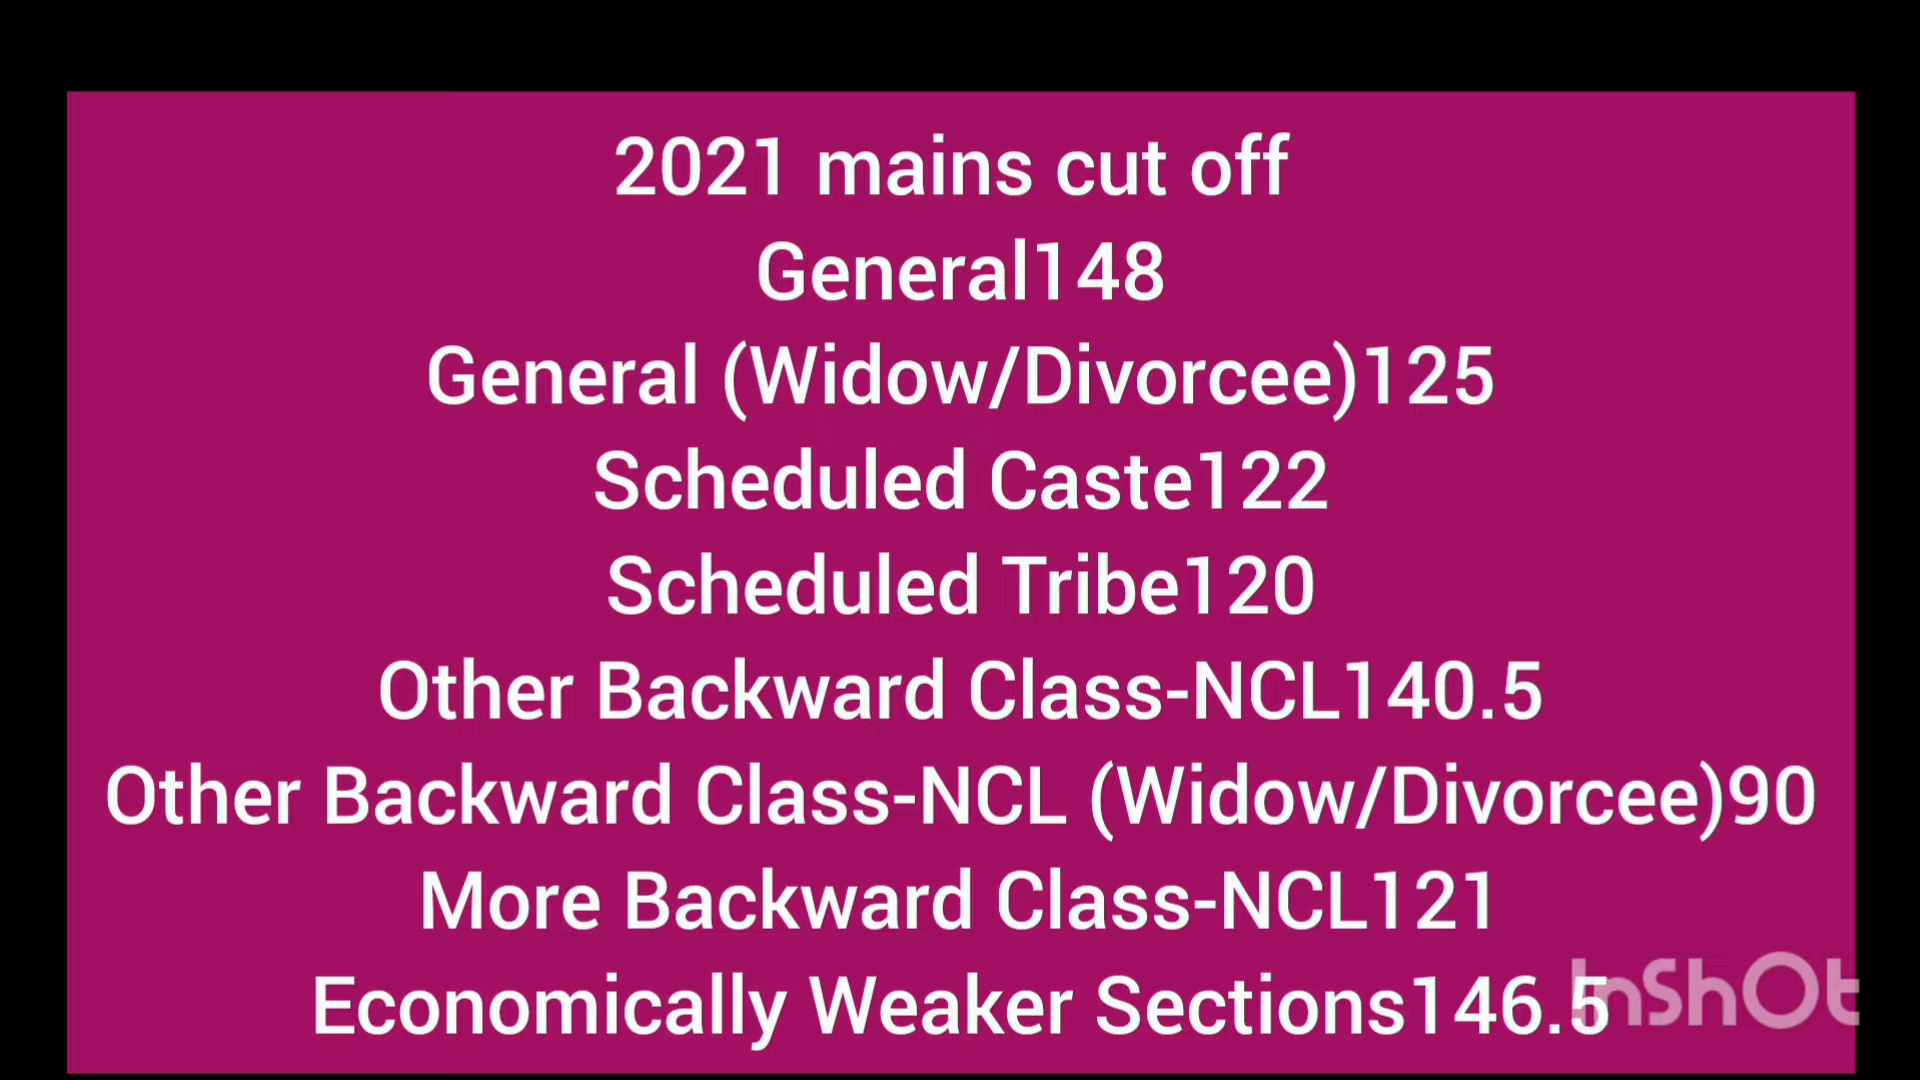 2021 mains cut off
General148
General (Widow/Divorcee)125
Scheduled Caste122
Scheduled Tribe120
Other Backward Class-NCL140.5
Other Backward Class-NCL (Widow/Divorcee)90
More Backward Class-NCL121
Economically Weaker Sections146.5
InShOt